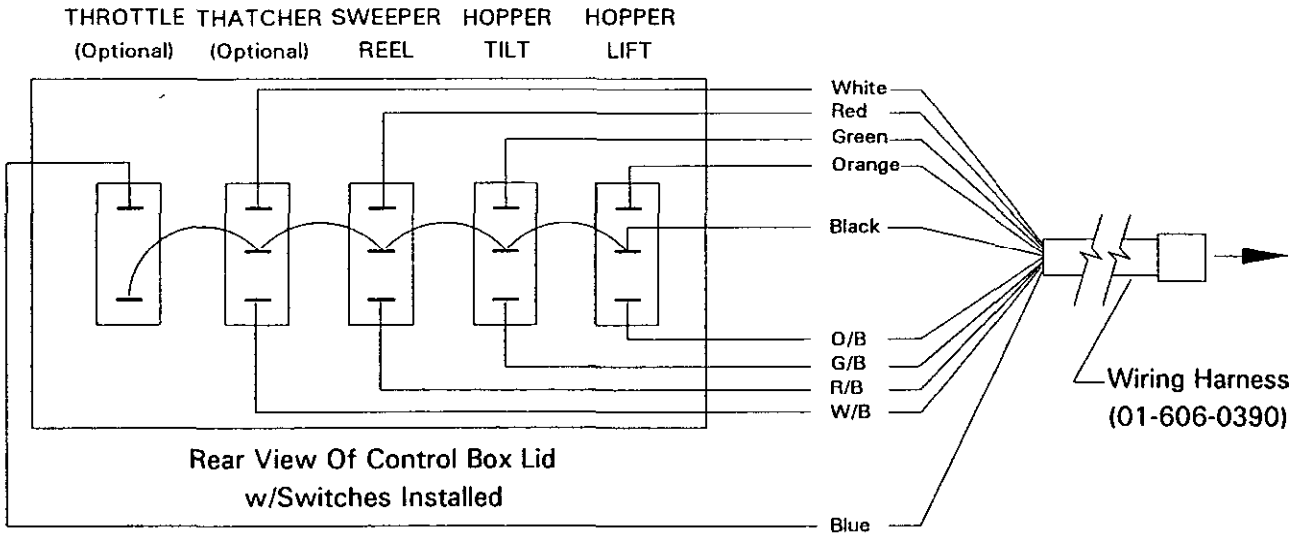 THROTTLE THATCHER SWEEPER HOPPER HOPPER
(Optional) (Optional) REEL TILT LIFT
White
Red
Green
Orange
Black
O/B
G/B
R/B
W/B
Wiring Harness
(01-606-0390)
Rear View Of Control Box Lid
w/Switches Installed
Blue